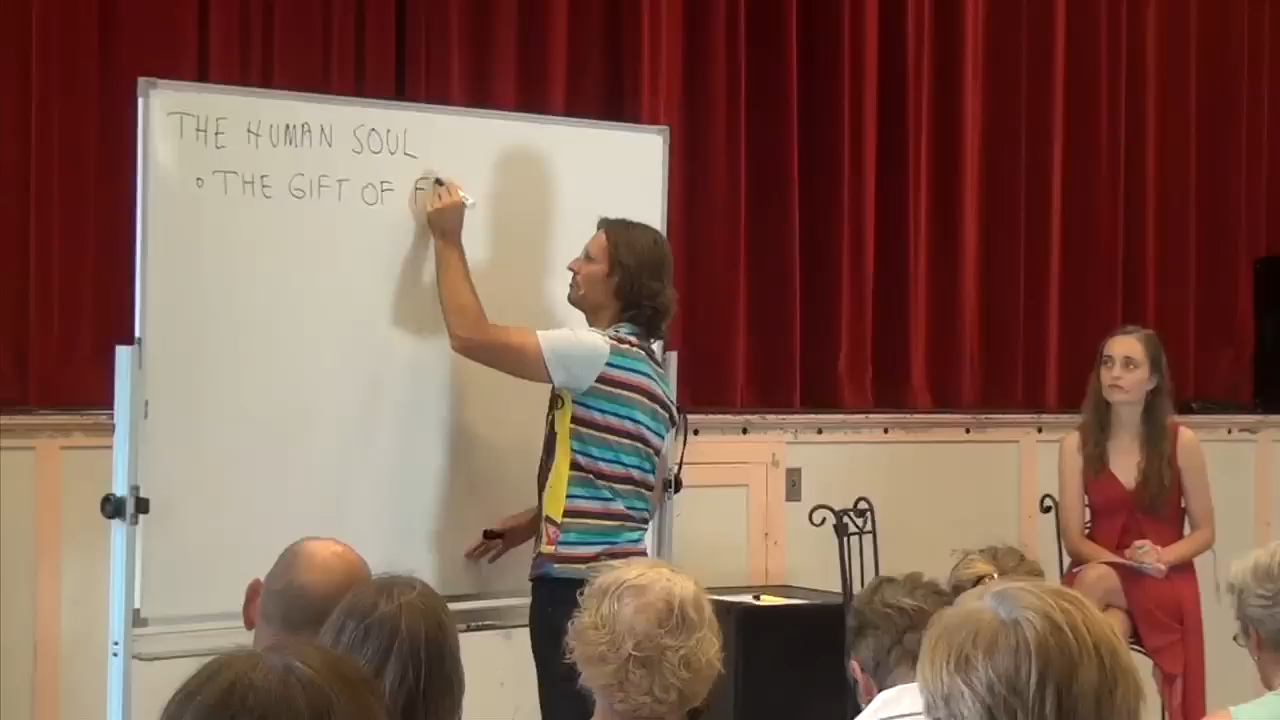 THE HUMAN SOUL
• THE GIFT OF F